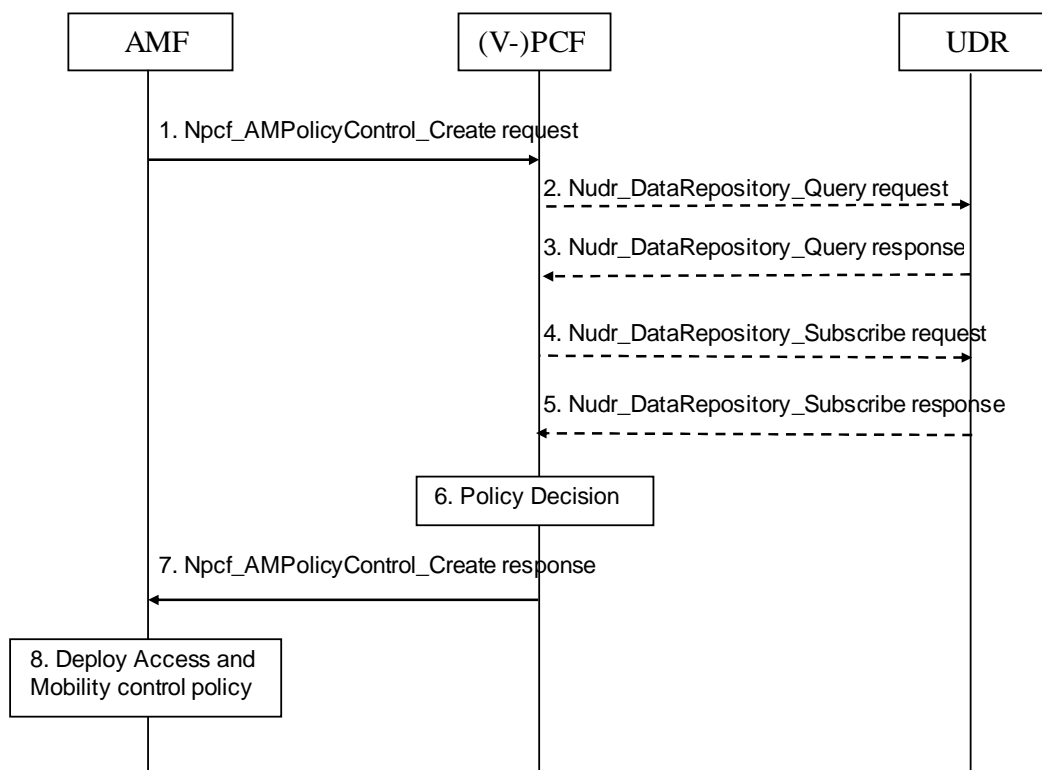 AMF
(V-)PCF
UDR
1. Npcf_AMPolicyControl_Create request
2. Nudr_DataRepository_Query request
3. Nudr_DataRepository_Query response
4. Nudr_DataRepository_Subscribe request
5. Nudr_DataRepository_Subscribe response
6. Policy Decision
7. Npcf_AMPolicyControl_Create response
8. Deploy Access and
Mobility control policy